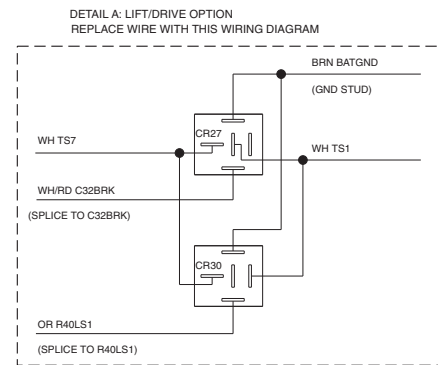 DETAIL A: LIFT/DRIVE OPTION
REPLACE WIRE WITH THIS WIRING DIAGRAM
BRN BATGND
(GND STUD)
CR27
WH TS7
WH TS1
WH/RD C32BRK
(SPLICE TO C32BRK)
CR30
OR R40LS1
(SPLICE TO R40LS1)